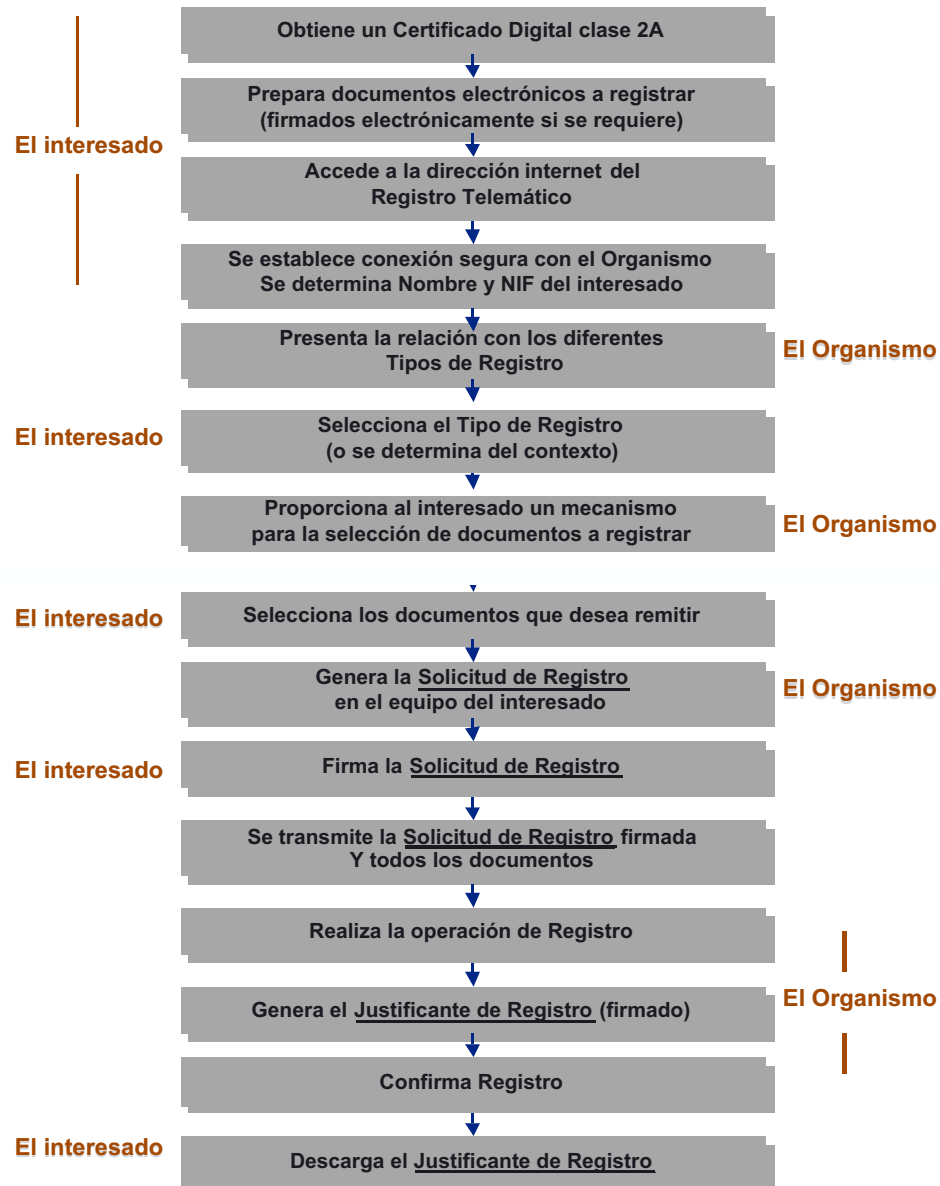 Obtiene un Certificado Digital clase 2A
Prepara documentos electrónicos a registrar
(firmados electrónicamente si se requiere)
El interesado
Accede a la dirección internet del
Registro Telemático
Se establece conexión segura con el Organismo
Se determina Nombre y NIF del interesado
Presenta la relación con los diferentes
Tipos de Registro
El Organismo
El interesado
Selecciona el Tipo de Registro
(o se determina del contexto)
Proporciona al interesado un mecanismo
para la selección de documentos a registrar
El Organismo
El interesado
Selecciona los documentos que desea remitir
Genera la Solicitud de Registro
en el equipo del interesado
El Organismo
El interesado
Firma la Solicitud de Registro
Se transmite la Solicitud de Registro firmada
Y todos los documentos
Realiza la operación de Registro
Genera el Justificante de Registro (firmado)
El Organismo
Confirma Registro
El interesado
Descarga el Justificante de Registro